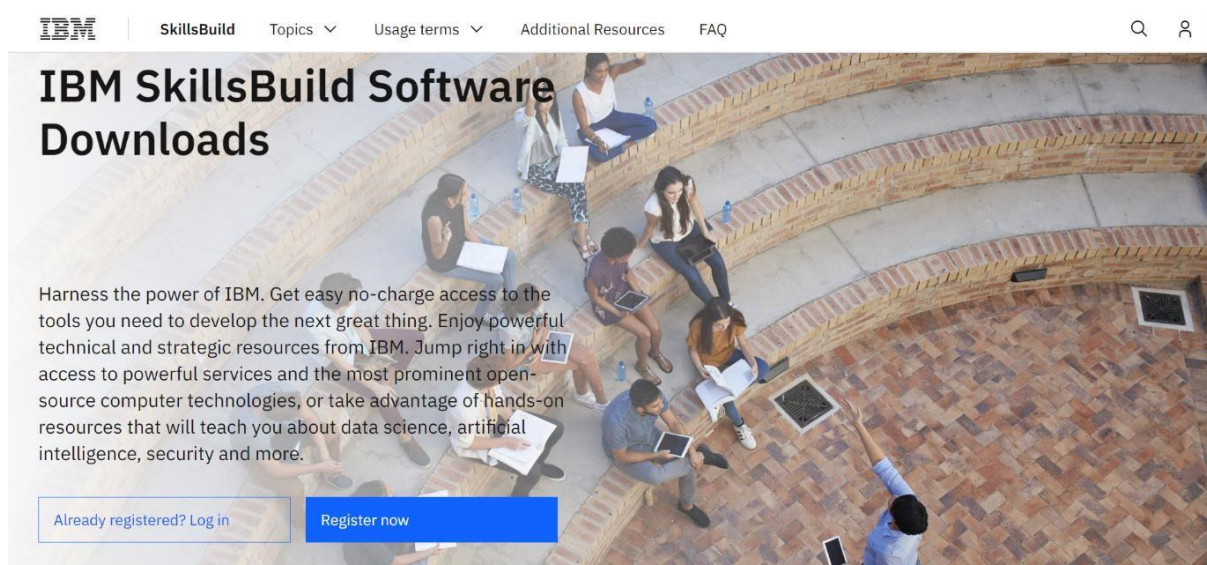 IBM SkillsBuild Topics Usage terms Additional Resources FAQ
IBM SkillsBuild Software
Downloads
Harness the power of IBM. Get easy no-charge access to the
tools you need to develop the next great thing. Enjoy powerful
technical and strategic resources from IBM. Jump right in with
access to powerful services and the most prominent open-
source computer technologies, or take advantage of hands-on
resources that will teach you about data science, artificial
intelligence, security and more.
Already registered? Log in Register now